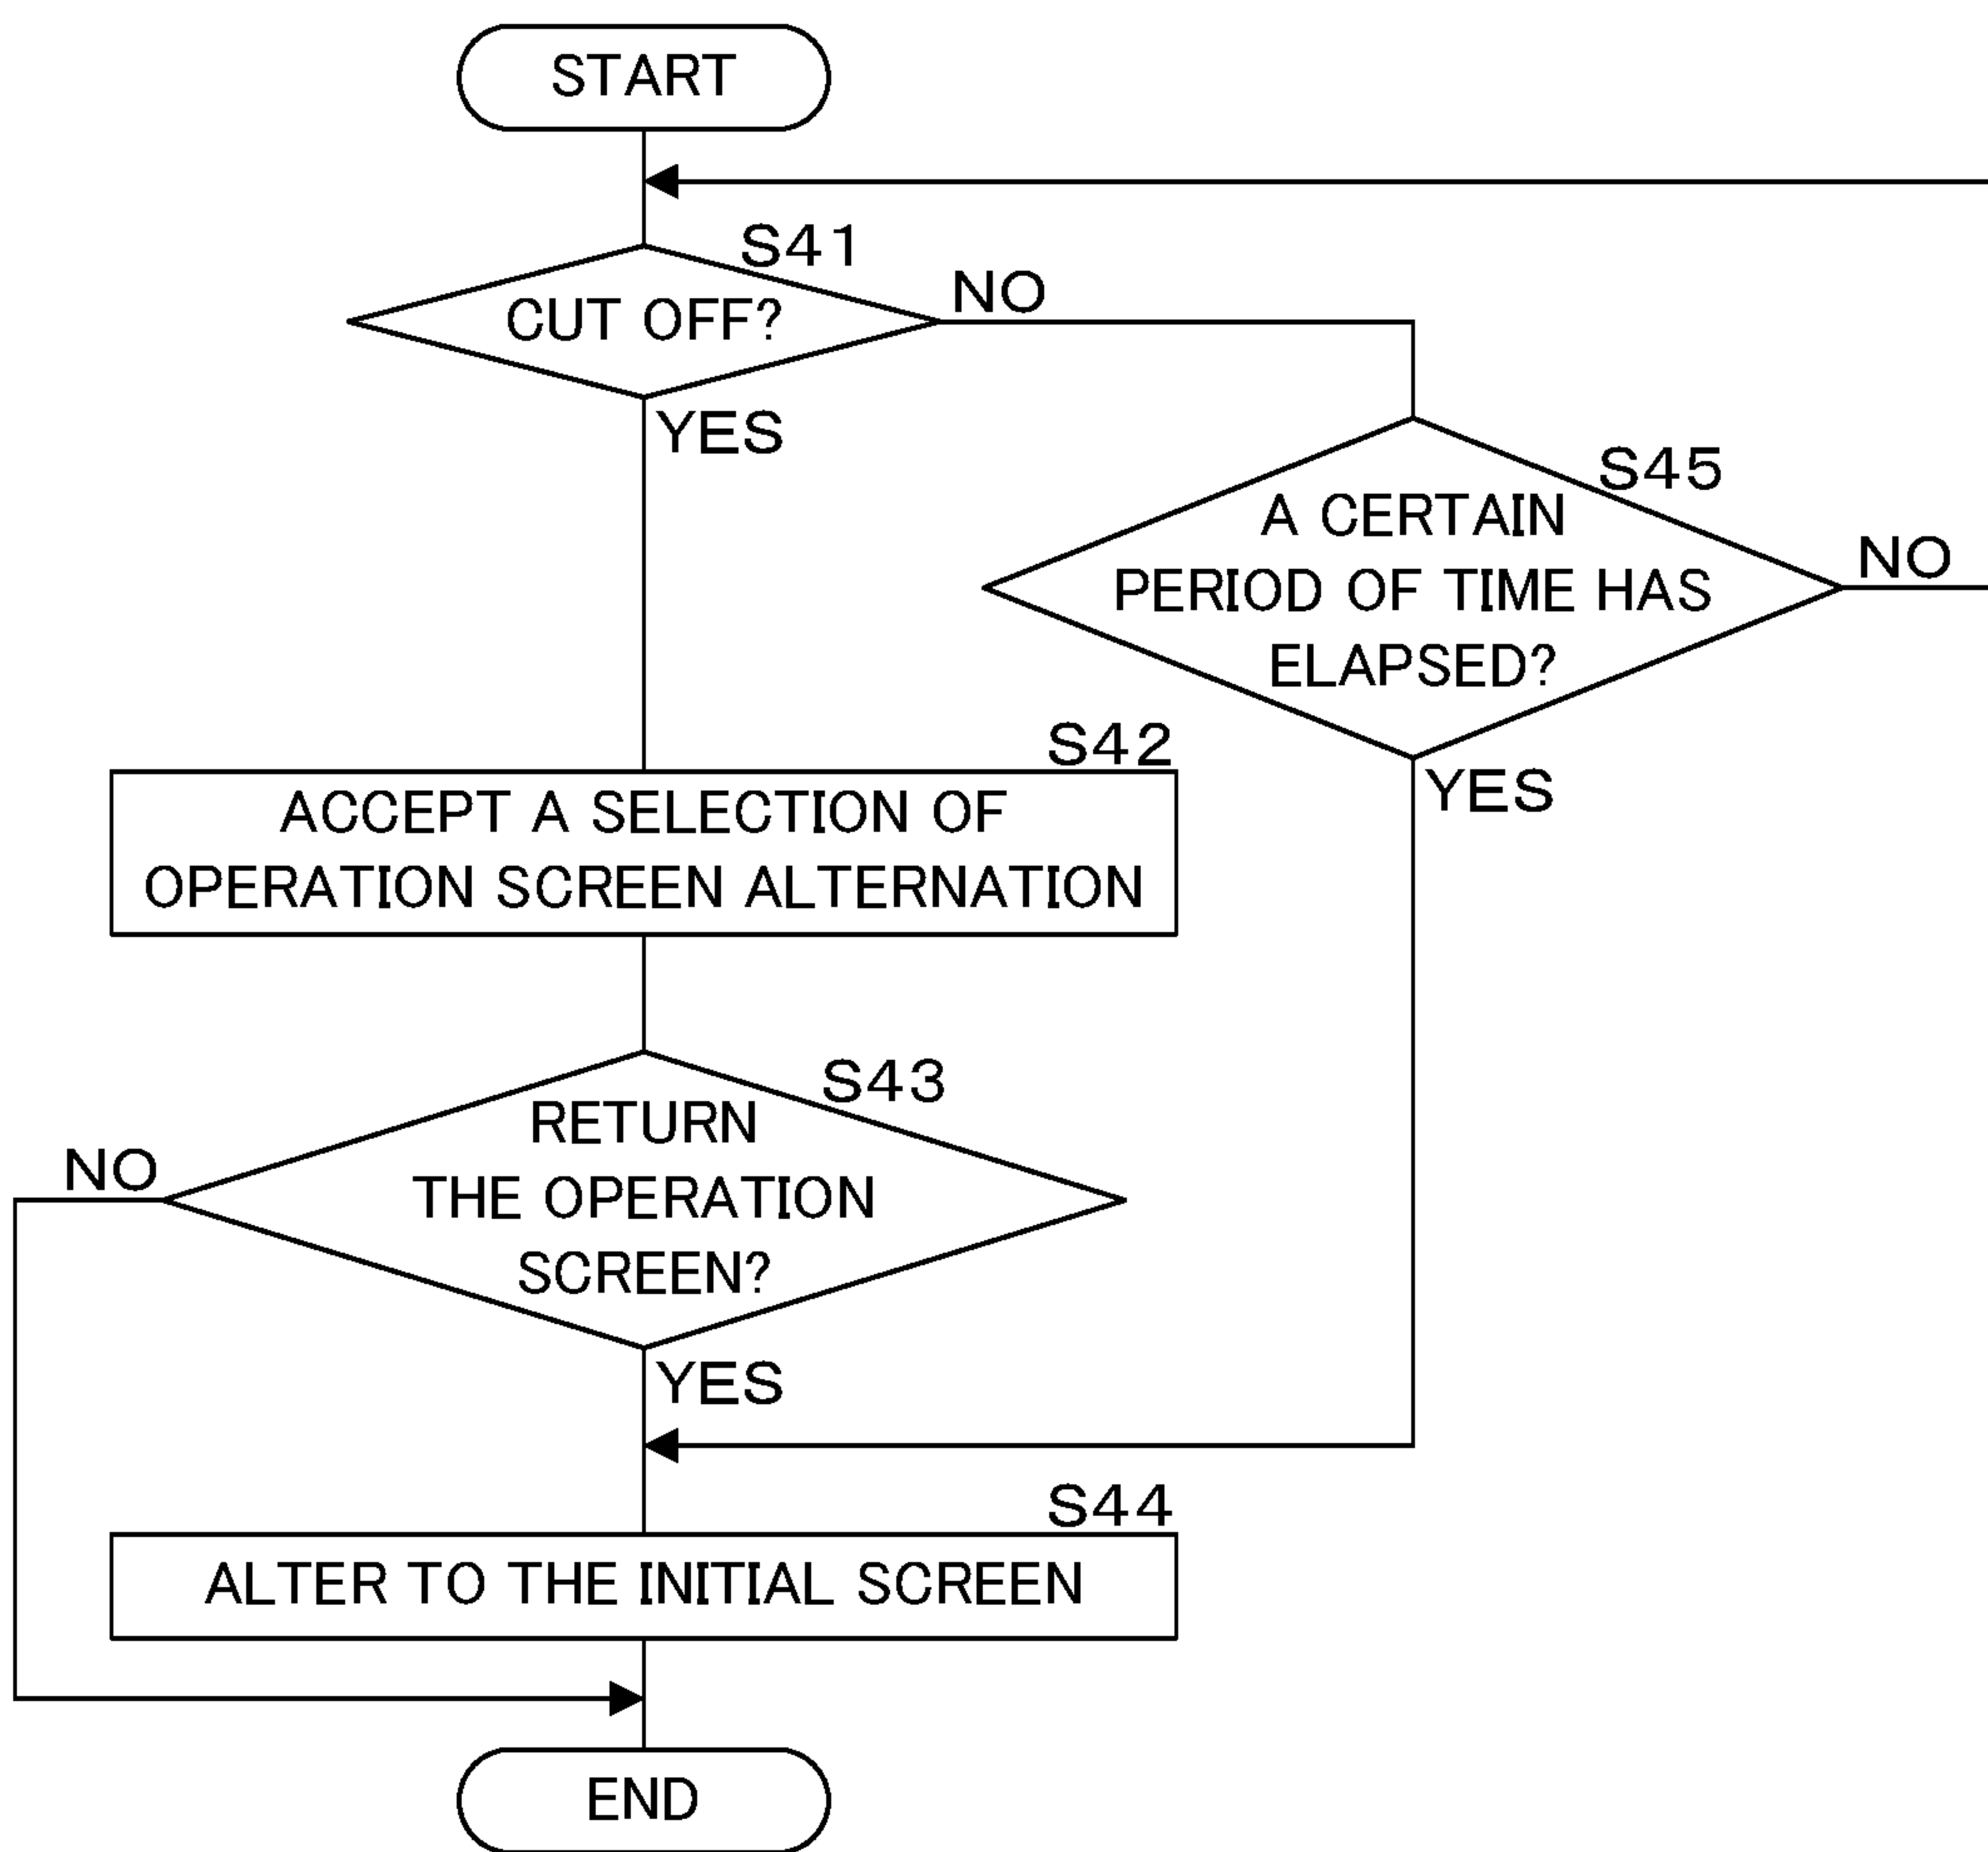 START
S41
CUT OFF?
NO
YES
S45
A CERTAIN
PERIOD OF TIME HAS
ELAPSED?
NO
YES
S42
ACCEPT A SELECTION OF
OPERATION SCREEN ALTERNATION
S43
RETURN
THE OPERATION
SCREEN?
NO
YES
S44
ALTER TO THE INITIAL SCREEN
END